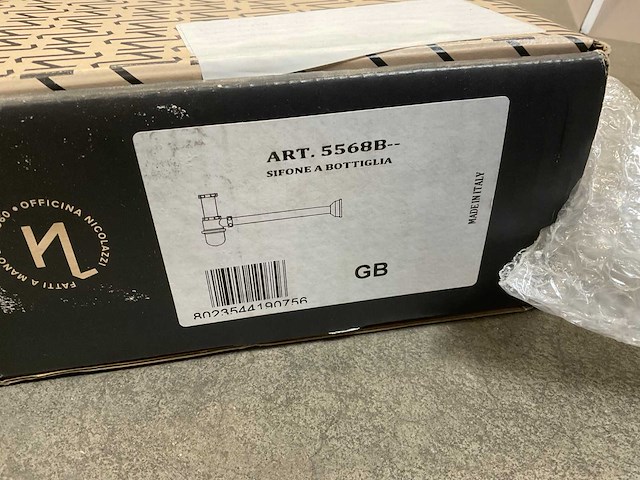 ART. 5568B--
SIFONE A BOTTIGLIA
MADE IN ITALY
GB
8023544190756
OFFICINA NICOLAZZI
FATTI A MANO
N